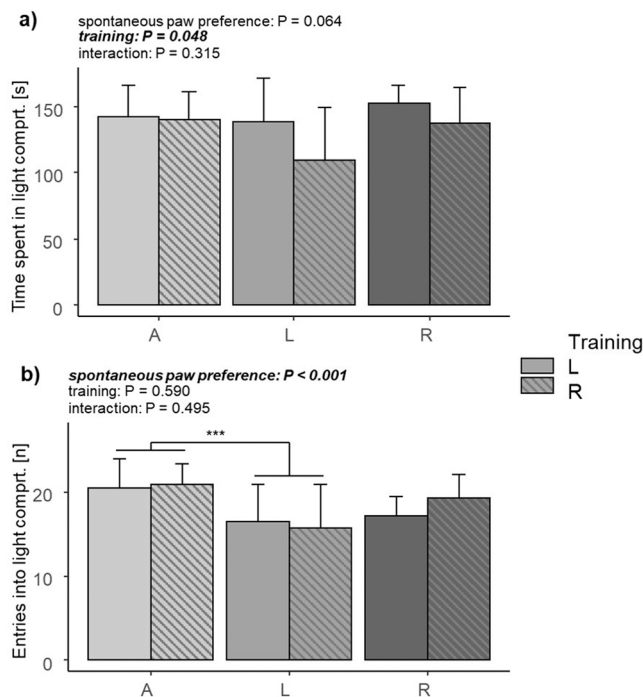 a)
spontaneous paw preference: P = 0.064
training: P = 0.048
interaction: P = 0.315
Time spent in light comprt. [s]
150
100
50
0
A L R
Training
L
R
b)
spontaneous paw preference: P < 0.001
training: P = 0.590
interaction: P = 0.495
***
Entries into light comprt. [n]
20
10
0
A L R